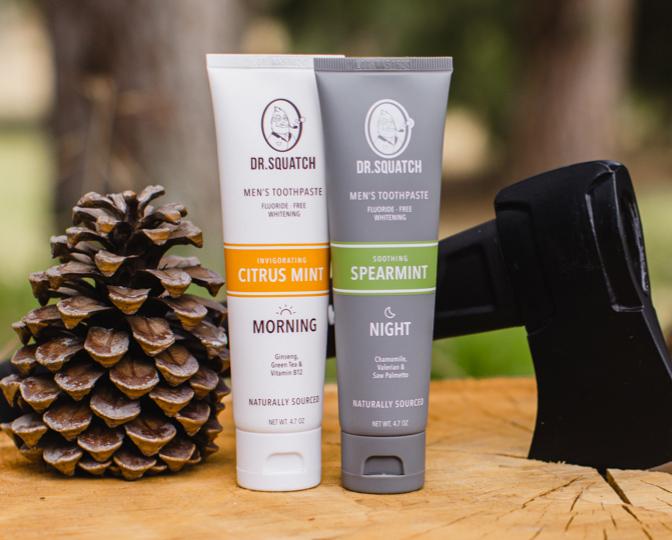 DR.SQUATCH
MEN'S TOOTHPASTE
FLUORIDE - FREE
WHITENING
INVIGORATING
CITRUS MINT
MORNING
Ginseng,
Green Tea &
Vitamin B12
NATURALLY SOURCED
NET WT. 4.7 OZ
DR.SQUATCH
MEN'S TOOTHPASTE
FLUORIDE - FREE
WHITENING
SOOTHING
SPEARMINT
NIGHT
Chamomile,
Valerian &
Saw Palmetto
NATURALLY SOURCED
NET WT. 4.7 OZ